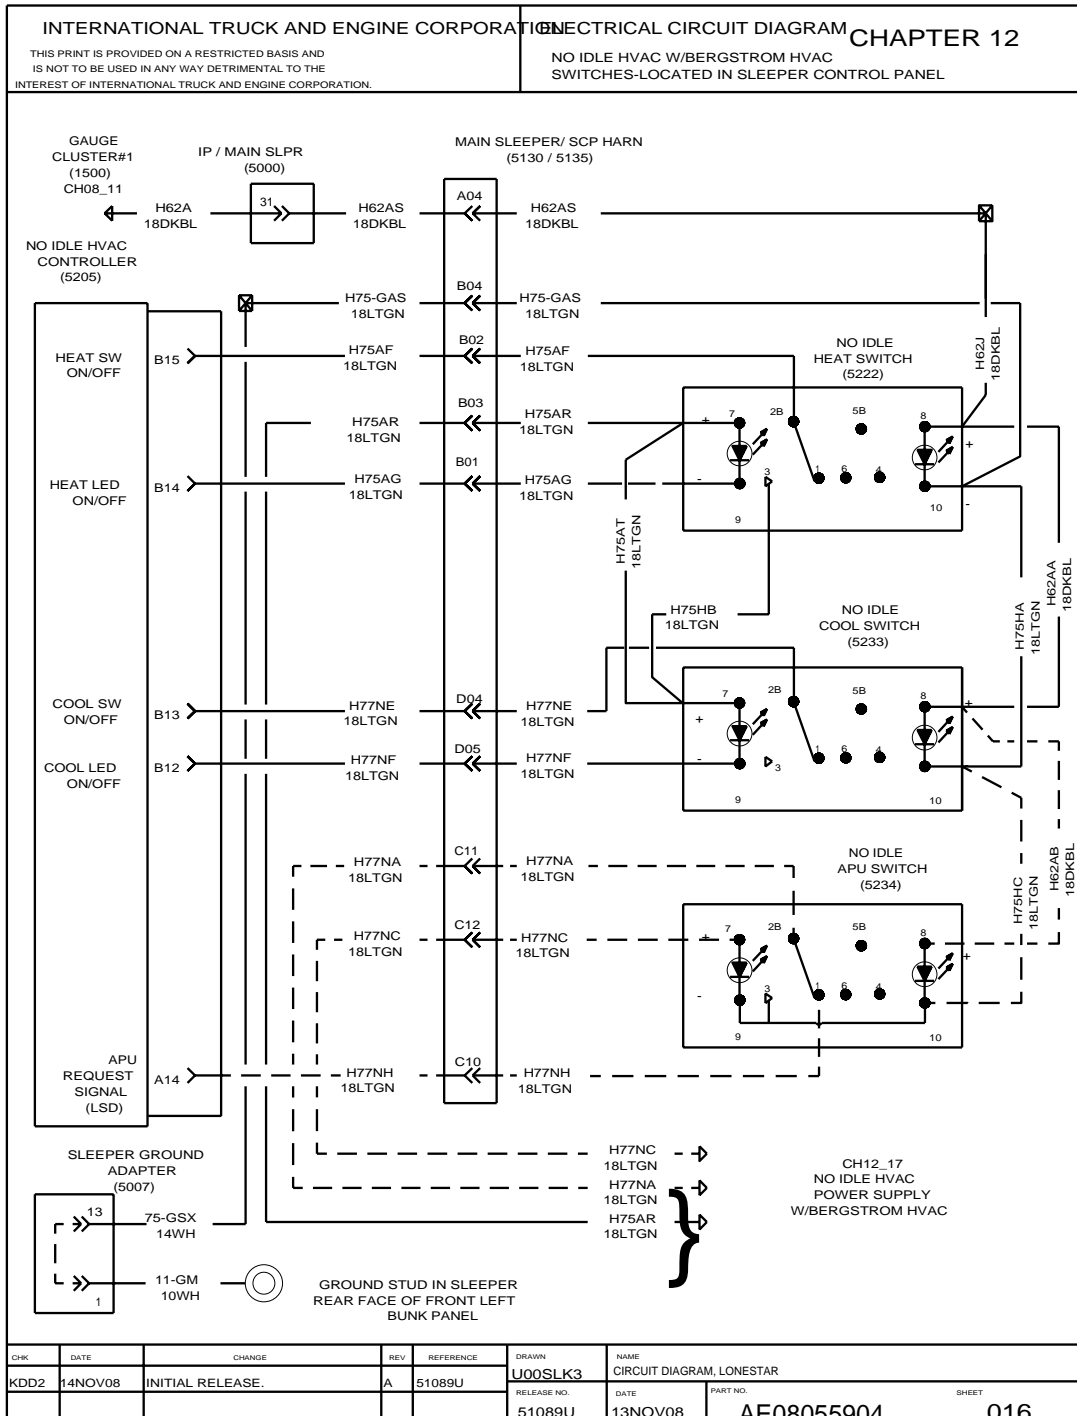 INTERNATIONAL TRUCK AND ENGINE CORPORATION
THIS PRINT IS PROVIDED ON A RESTRICTED BASIS AND
IS NOT TO BE USED IN ANY WAY DETRIMENTAL TO THE
INTEREST OF INTERNATIONAL TRUCK AND ENGINE CORPORATION.
ELECTRICAL CIRCUIT DIAGRAM
CHAPTER 12
NO IDLE HVAC W/BERGSTROM HVAC
SWITCHES-LOCATED IN SLEEPER CONTROL PANEL
GAUGE
CLUSTER#1
(1500)
CH08_11
IP / MAIN SLPR
(5000)
MAIN SLEEPER/ SCP HARN
(5130 / 5135)
H62A
18DKBL
31
H62AS
18DKBL
A04
H62AS
18DKBL
NO IDLE HVAC
CONTROLLER
(5205)
H75-GAS
18LTGN
B04
H75-GAS
18LTGN
HEAT SW
ON/OFF
B15
H75AF
18LTGN
B02
H75AF
18LTGN
NO IDLE
HEAT SWITCH
(5222)
H62J
18DKBL
H75AR
18LTGN
B03
H75AR
18LTGN
+
7
2B
5B
8
+
HEAT LED
ON/OFF
B14
H75AG
18LTGN
B01
H75AG
18LTGN
-
3
1
6
4
-
9
10
H75AT
18LTGN
H75HB
18LTGN
H75HA
18LTGN
H62AA
18DKBL
NO IDLE
COOL SWITCH
(5233)
COOL SW
ON/OFF
B13
H77NE
18LTGN
D04
H77NE
18LTGN
7
2B
5B
8
+
+
COOL LED
ON/OFF
B12
H77NF
18LTGN
D05
H77NF
18LTGN
-
3
1
6
4
-
9
10
H77NA
18LTGN
C11
H77NA
18LTGN
NO IDLE
APU SWITCH
(5234)
H75HC
18LTGN
H62AB
18DKBL
H77NC
18LTGN
C12
H77NC
18LTGN
+
7
2B
5B
8
+
-
3
1
6
4
9
10
APU
REQUEST
SIGNAL
(LSD)
A14
H77NH
18LTGN
C10
H77NH
18LTGN
H77NC
18LTGN
H77NA
18LTGN
H75AR
18LTGN
}
CH12_17
NO IDLE HVAC
POWER SUPPLY
W/BERGSTROM HVAC
SLEEPER GROUND
ADAPTER
(5007)
13
75-GSX
14WH
1
11-GM
10WH
GROUND STUD IN SLEEPER
REAR FACE OF FRONT LEFT
BUNK PANEL
CHK DATE CHANGE REV REFERENCE
KDD2 14NOV08 INITIAL RELEASE. A 51089U
DRAWN
U00SLK3
NAME
CIRCUIT DIAGRAM, LONESTAR
RELEASE NO.
51089U
DATE
13NOV08
PART NO.
AE08055904
SHEET
016